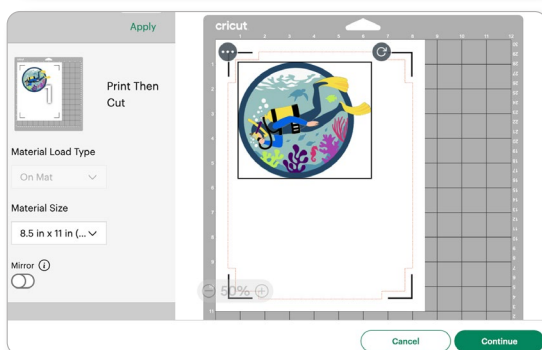 Apply
Print Then
Cut
Material Load Type
On Mat
Material Size
8.5 in x 11 in (...
Mirror
cricut
50%
Cancel
Continue